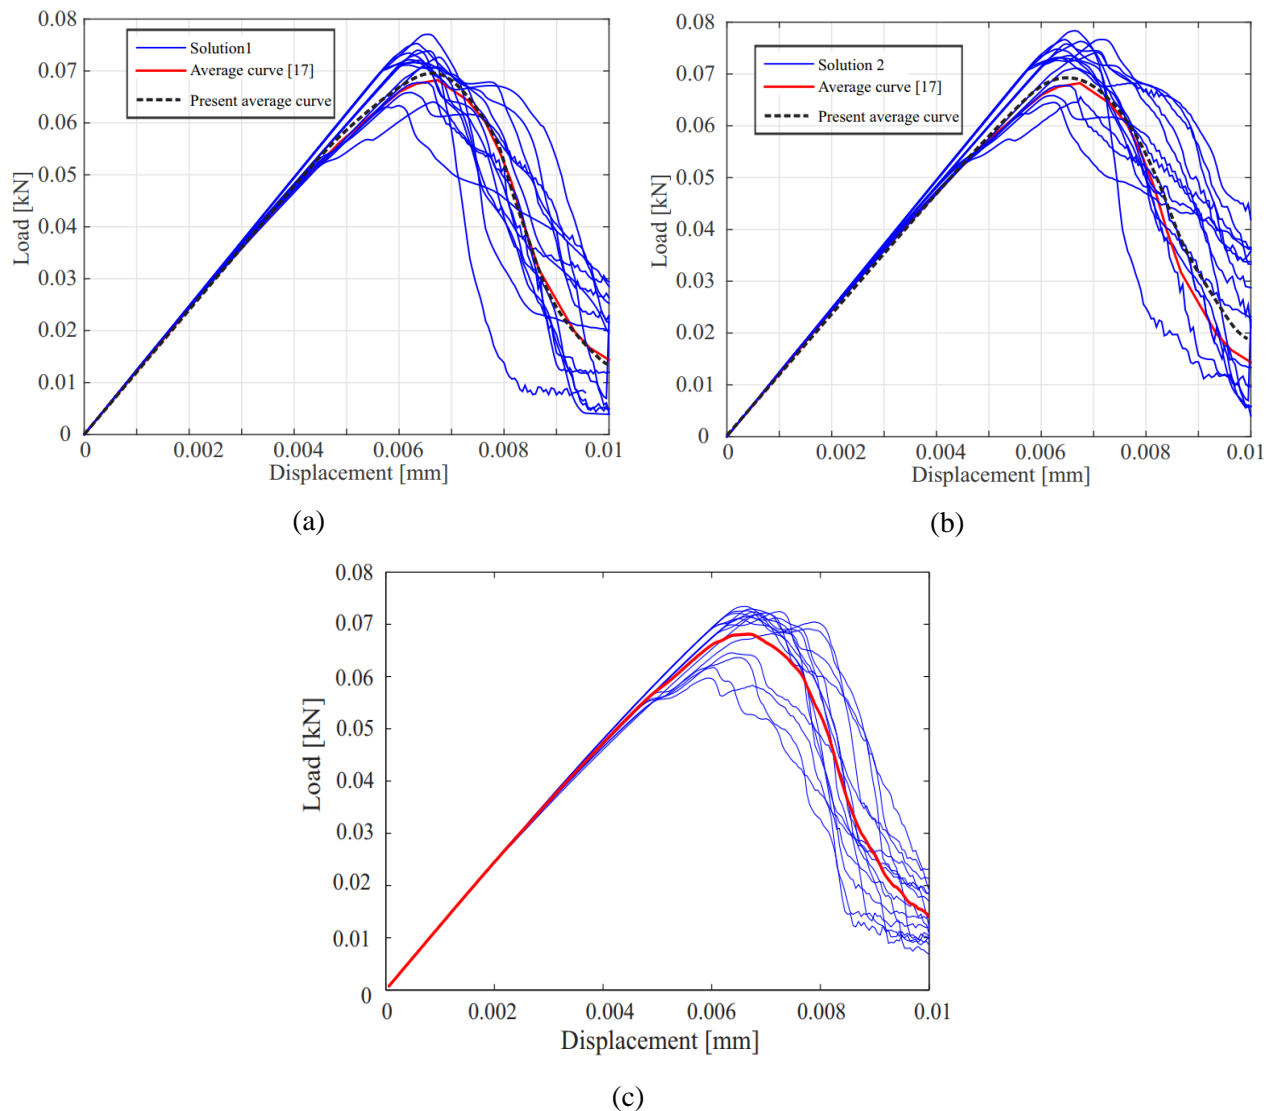 0.08
0.07
0.06
0.05
0.04
0.03
0.02
0.01
0
Load [kN]
Solution1
Average curve [17]
Present average curve
0 0.002 0.004 0.006 0.008 0.01
Displacement [mm]
(a)
0.08
0.07
0.06
0.05
0.04
0.03
0.02
0.01
0
Load [kN]
Solution 2
Average curve [17]
Present average curve
0 0.002 0.004 0.006 0.008 0.01
Displacement [mm]
(b)
0.08
0.07
0.06
0.05
0.04
0.03
0.02
0.01
0
Load [kN]
0 0.002 0.004 0.006 0.008 0.01
Displacement [mm]
(c)